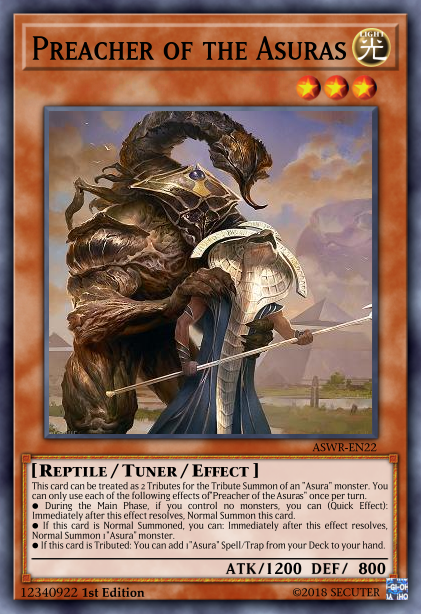 PREACHER OF THE ASURAS
LIGHT
光
ASWR-EN22
[REPTILE/TUNER/EFFECT]
This card can be treated as 2 Tributes for the Tribute Summon of an "Asura" monster. You
can only use each of the following effects of"Preacher of the Asuras" once per turn.
● During the Main Phase, if you control no monsters, you can (Quick Effect):
Immediately after this effect resolves, Normal Summon this card.
● If this card is Normal Summoned, you can: Immediately after this effect resolves,
Normal Summon 1"Asura" monster.
● If this card is Tributed: You can add 1"Asura" Spell/Trap from your Deck to your hand.
ATK/1200 DEF/ 800
12340922 1st Edition
©2018 SECUTER